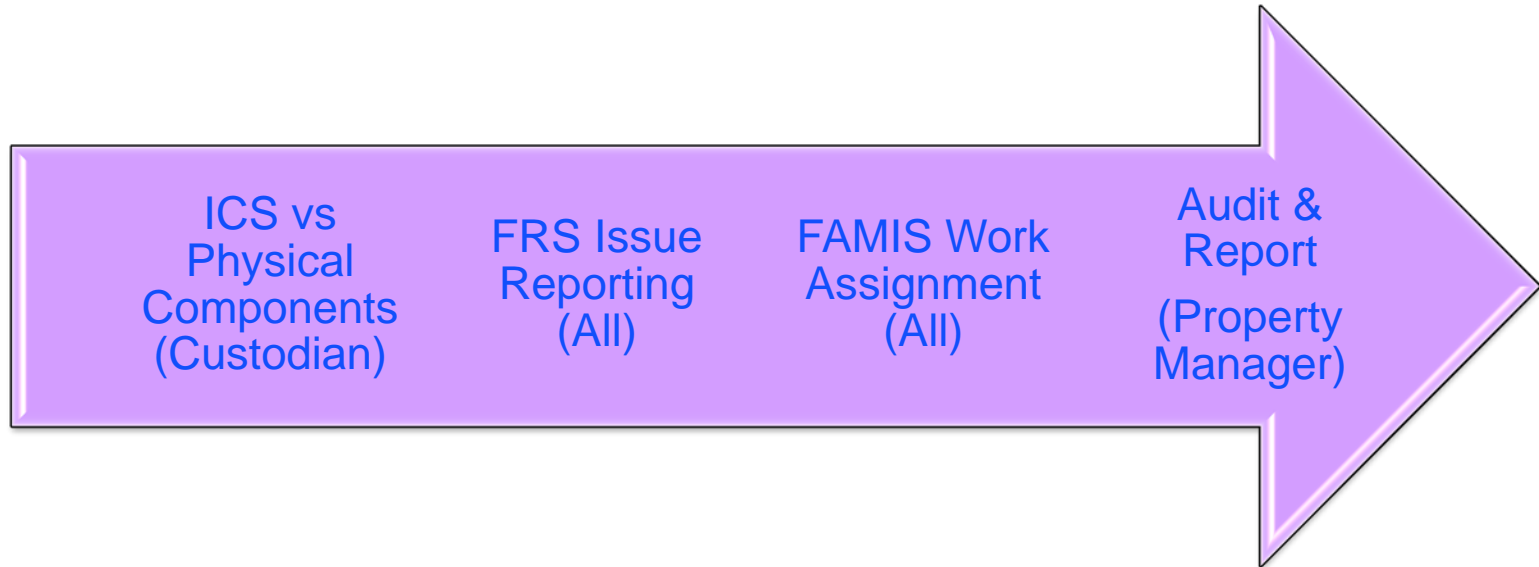 ICS vs
Physical
Components
(Custodian)
FRS Issue
Reporting
(All)
FAMIS Work
Assignment
(All)
Audit &
Report
(Property
Manager)